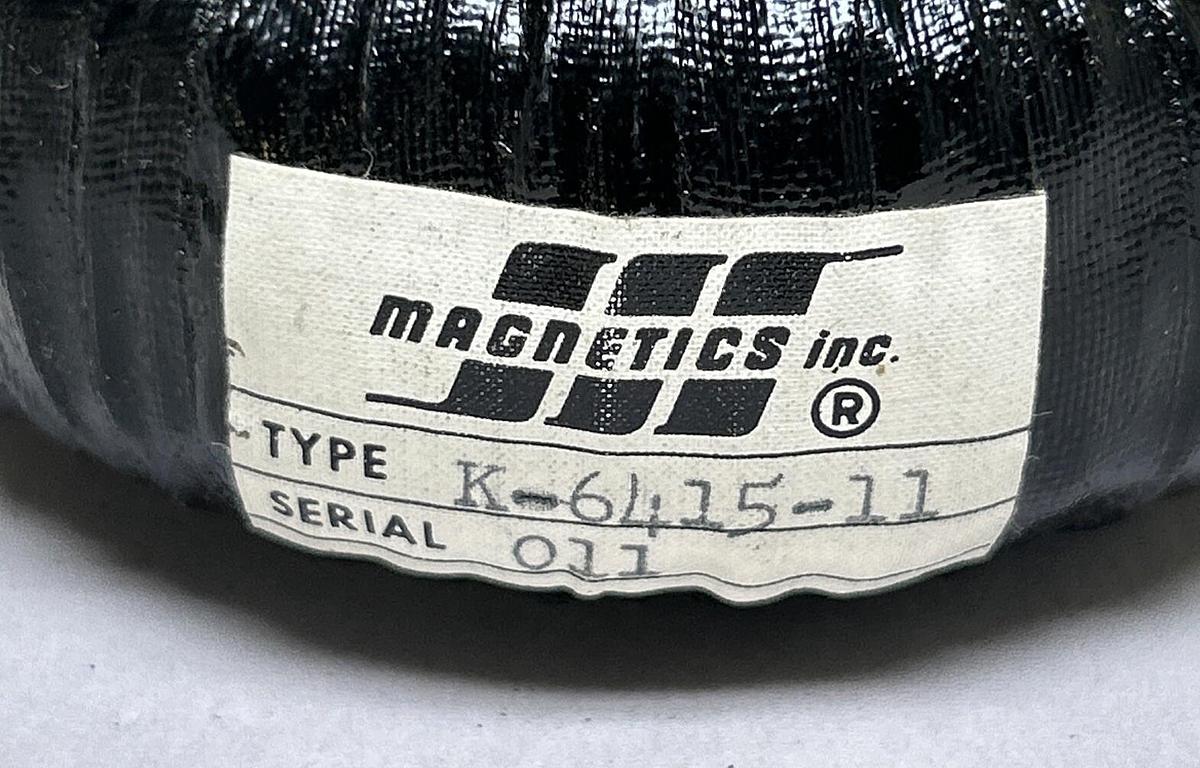 MAGNETICS inc.
®
TYPE K-6415-11
SERIAL 011